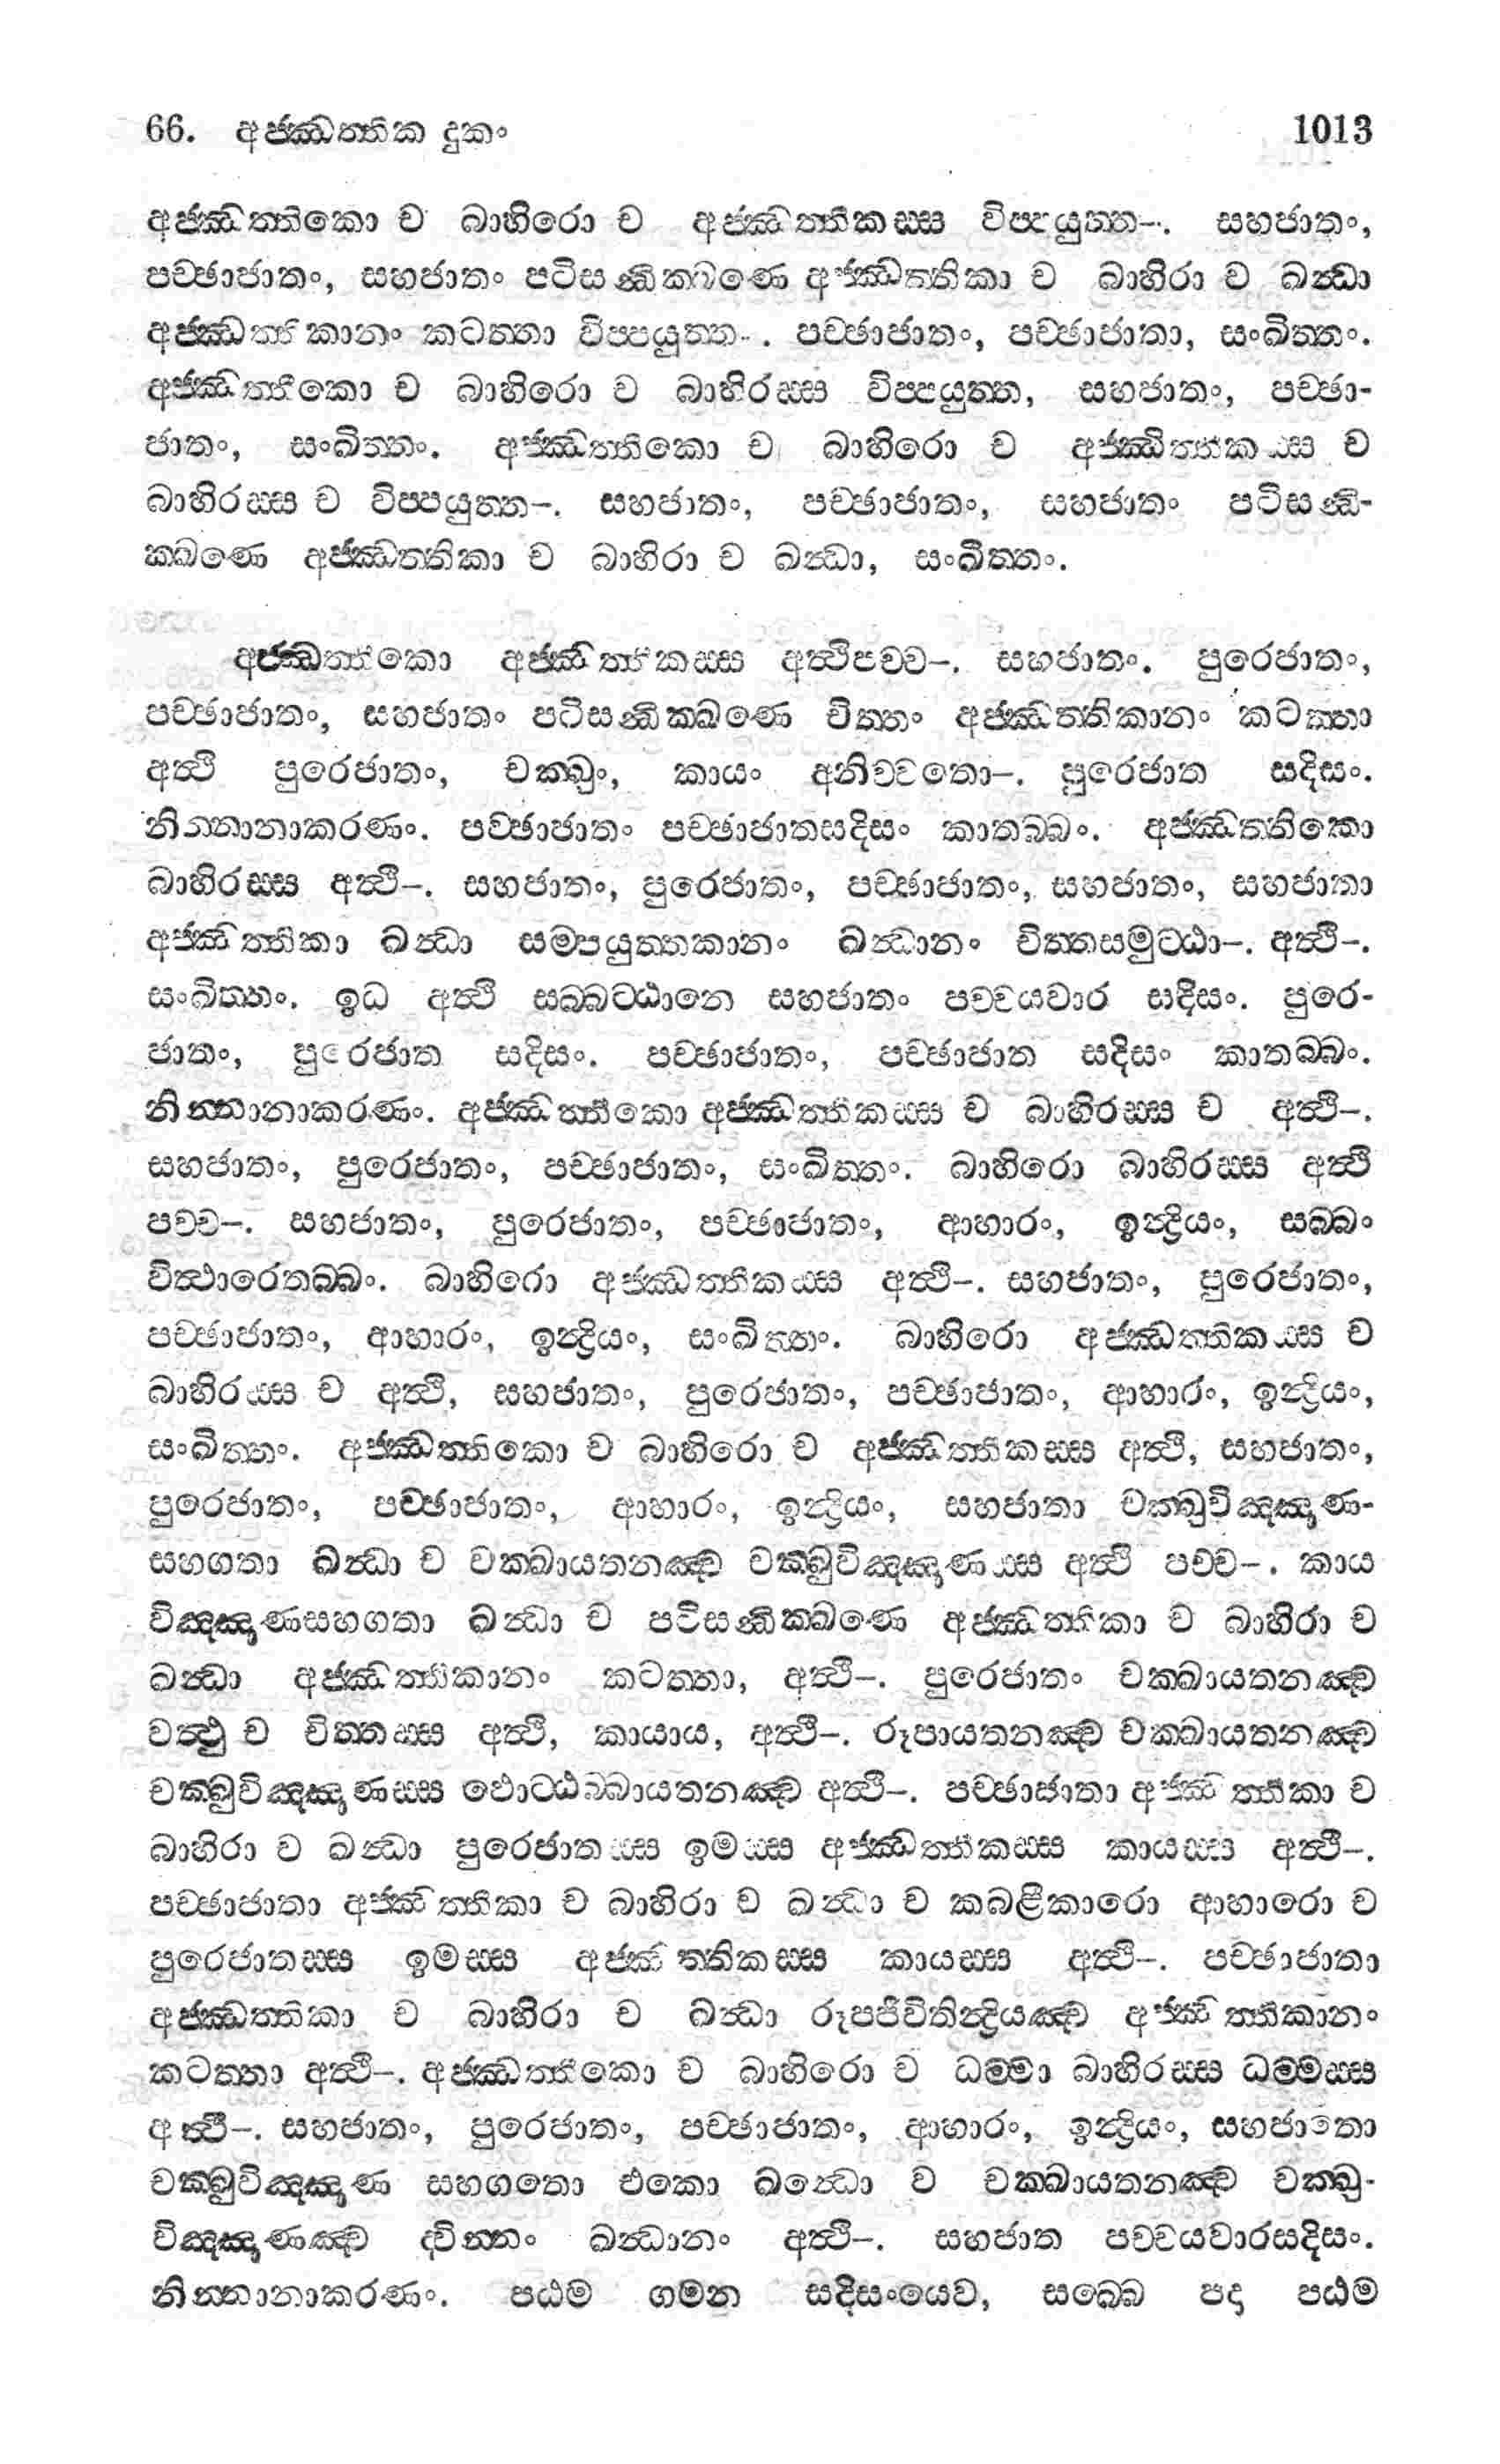 66. අජ්ඣත්තික දුකං 1013
අජ්ඣත්තිකො ච බාහිරො ච අජ්ඣත්තිකස්ස විප්පයුත්ත–. සහජාතං,
පච්ඡාජාතං, සහජාතං පටිසන්ධික්ඛණෙ අජ්ඣත්තිකා ච බාහිරා ච ඛන්ධා
අජ්ඣත්තිකානං කටත්තා විප්පයුත්ත–. පච්ඡාජාතං, පච්ඡාජාතා, සංඛිත්තං.
අජ්ඣත්තිකො ච බාහිරො ච බාහිරස්ස විප්පයුත්ත, සහජාතං, පච්ඡා-
ජාතං, සංඛිත්තං. අජ්ඣත්තිකො ච බාහිරො ච අජ්ඣත්තිකස්ස ච
බාහිරස්ස ච විප්පයුත්ත–. සහජාතං, පච්ඡාජාතං, සහජාතං පටිසන්ධි-
ක්ඛණෙ අජ්ඣත්තිකා ච බාහිරා ච ඛන්ධා, සංඛිත්තං.
අජ්ඣත්තිකො අජ්ඣත්තිකස්ස අත්ථිපච්ච–. සහජාතං. පුරෙජාතං,
පච්ඡාජාතං, සහජාතං පටිසන්ධික්ඛණෙ චිත්තං අජ්ඣත්තිකානං කටත්තා
අත්ථි පුරෙජාතං, චක්ඛුං, කායං අනිච්චතො–. පුරෙජාත සදිසං.
නින්නානාකරණං. පච්ඡාජාතං පච්ඡාජාතසදිසං කාතබ්බං. අජ්ඣත්තිකො
බාහිරස්ස අත්ථි–. සහජාතං, පුරෙජාතං, පච්ඡාජාතං, සහජාතං, සහජාතා
අජ්ඣත්තිකා ඛන්ධා සම්පයුත්තකානං ඛන්ධානං චිත්තසමුට්ඨා–. අත්ථි–.
සංඛිත්තං. ඉධ අත්ථි සබ්බට්ඨානෙ සහජාතං පච්චයවාර සදිසං. පුරෙ-
ජාතං, පුරෙජාත සදිසං. පච්ඡාජාතං, පච්ඡාජාත සදිසං කාතබ්බං.
නින්නානාකරණං. අජ්ඣත්තිකො අජ්ඣත්තිකස්ස ච බාහිරස්ස ච අත්ථි–.
සහජාතං, පුරෙජාතං, පච්ඡාජාතං, සංඛිත්තං. බාහිරො බාහිරස්ස අත්ථි
පච්ච–. සහජාතං, පුරෙජාතං, පච්ඡාජාතං, ආහාරං, ඉන්ද්‍රියං, සබ්බං
විත්ථාරෙතබ්බං. බාහිරො අජ්ඣත්තිකස්ස අත්ථි–. සහජාතං, පුරෙජාතං,
පච්ඡාජාතං, ආහාරං, ඉන්ද්‍රියං, සංඛිත්තං. බාහිරො අජ්ඣත්තිකස්ස ච
බාහිරස්ස ච අත්ථි, සහජාතං, පුරෙජාතං, පච්ඡාජාතං, ආහාරං, ඉන්ද්‍රියං,
සංඛිත්තං. අජ්ඣත්තිකො ච බාහිරො ච අජ්ඣත්තිකස්ස අත්ථි, සහජාතං,
පුරෙජාතං, පච්ඡාජාතං, ආහාරං, ඉන්ද්‍රියං, සහජාතා චක්ඛුවිඤ්ඤාණ-
සහගතා ඛන්ධා ච චක්ඛායතනඤ්ච චක්ඛුවිඤ්ඤාණස්ස අත්ථි පච්ච–. කාය
විඤ්ඤාණසහගතා ඛන්ධා ච පටිසන්ධික්ඛණෙ අජ්ඣත්තිකා ච බාහිරා ච
ඛන්ධා අජ්ඣත්තිකානං කටත්තා, අත්ථි–. පුරෙජාතං චක්ඛායතනඤ්ච
වත්ථු ච චිත්තස්ස අත්ථි, කායාය, අත්ථි–. රූපායතනඤ්ච චක්ඛායතනඤ්ච
චක්ඛුවිඤ්ඤාණස්ස ඵොට්ඨබ්බායතනඤ්ච අත්ථි–. පච්ඡාජාතා අජ්ඣත්තිකා ච
බාහිරා ච ඛන්ධා පුරෙජාතස්ස ඉමස්ස අජ්ඣත්තිකස්ස කායස්ස අත්ථි–.
පච්ඡාජාතා අජ්ඣත්තිකා ච බාහිරා ච ඛන්ධා ච කබළීකාරො ආහාරො ච
පුරෙජාතස්ස ඉමස්ස අජ්ඣත්තිකස්ස කායස්ස අත්ථි–. පච්ඡාජාතා
අජ්ඣත්තිකා ච බාහිරා ච ඛන්ධා රූපජීවිතින්ද්‍රියඤ්ච අජ්ඣත්තිකානං
කටත්තා අත්ථි–. අජ්ඣත්තිකො ච බාහිරො ච ධම්මා බාහිරස්ස ධම්මස්ස
අත්ථි–. සහජාතං, පුරෙජාතං, පච්ඡාජාතං, ආහාරං, ඉන්ද්‍රියං, සහජාතො
චක්ඛුවිඤ්ඤාණ සහගතො එකො ඛන්ධො ච චක්ඛායතනඤ්ච චක්ඛු-
විඤ්ඤාණඤ්ච ද්වින්නං ඛන්ධානං අත්ථි–. සහජාත පච්චයවාරසදිසං.
නින්නානාකරණං. පඨම ගමන සදිසංයෙව, සබ්බෙ පදා පඨම